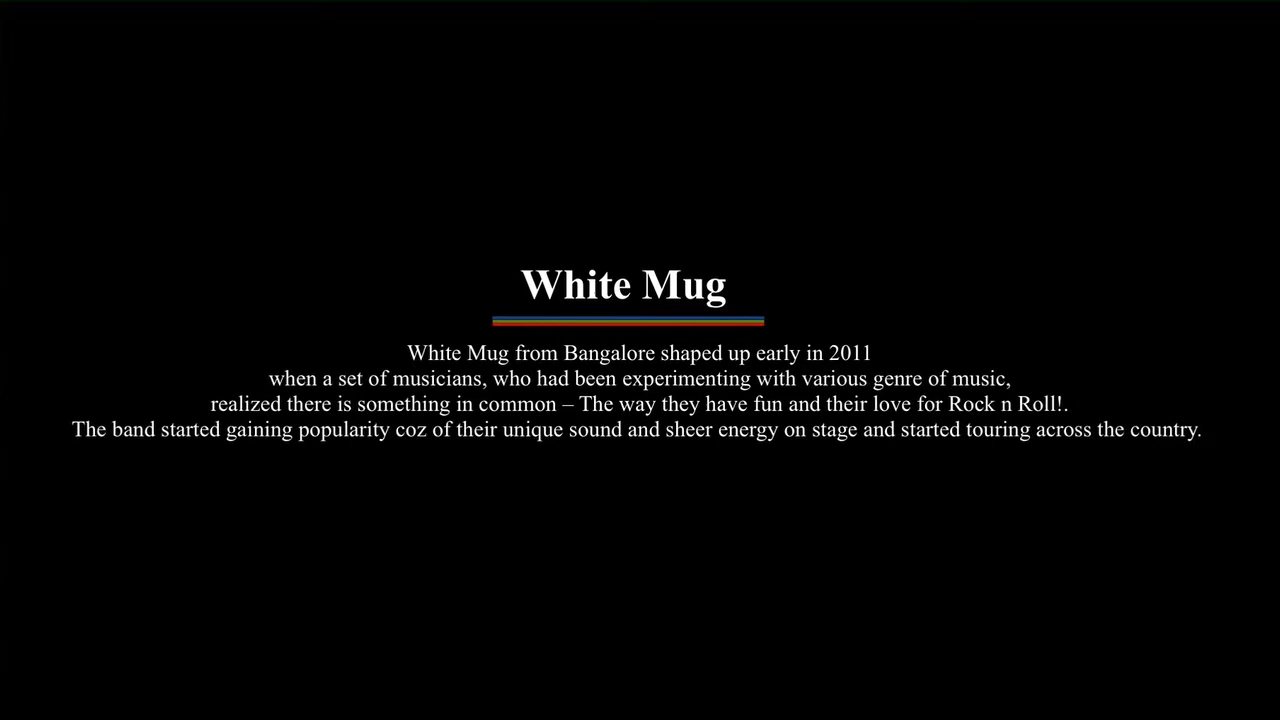 White Mug
White Mug from Bangalore shaped up early in 2011
when a set of musicians, who had been experimenting with various genre of music,
realized there is something in common – The way they have fun and their love for Rock n Roll!.
The band started gaining popularity coz of their unique sound and sheer energy on stage and started touring across the country.